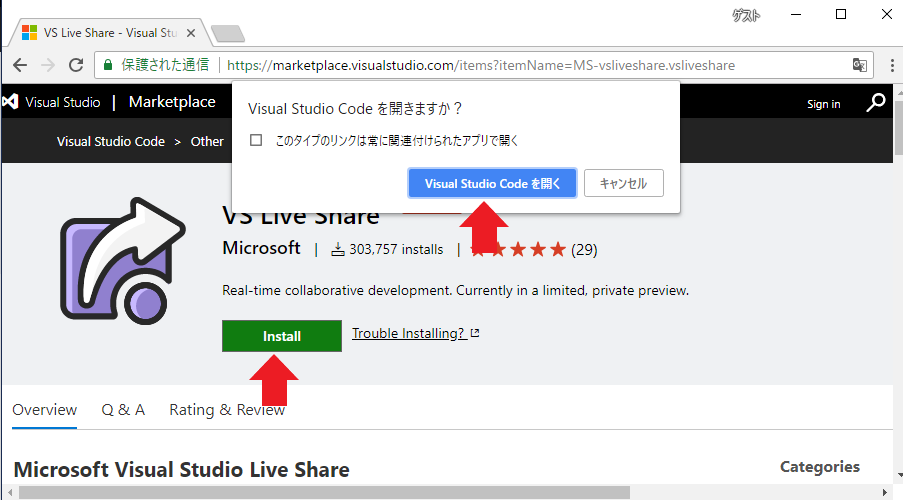 ゲスト
VS Live Share - Visual Stu
保護された通信 | https://marketplace.visualstudio.com/items?itemName=MS-vsliveshare.vsliveshare
Visual Studio | Marketplace
Sign in
Visual Studio Code > Other
Visual Studio Code を開きますか？
このタイプのリンクは常に関連付けられたアプリで開く
Visual Studio Code を開く
キャンセル
VS Live Share
Microsoft | 303,757 installs | (29)
Real-time collaborative development. Currently in a limited, private preview.
Install
Trouble Installing?
Overview Q & A Rating & Review
Microsoft Visual Studio Live Share
Categories